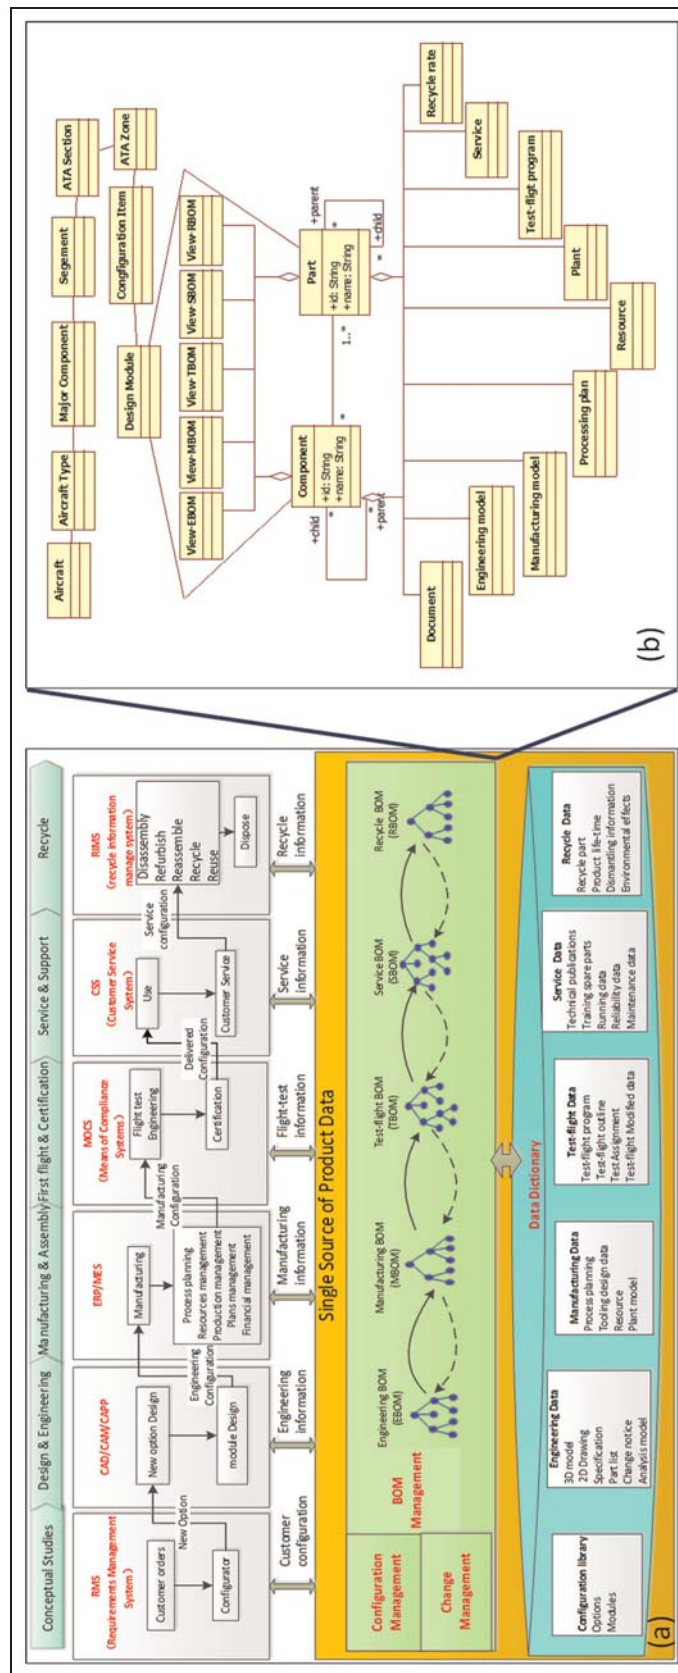 Conceptual Studies
Design & Engineering
Manufacturing & Assembly
First flight & Certification
Service & Support
Recycle
RMS
(Requirements Management
System)
Customer orders
Configurator
New Option
CAD/CAM/CAPP
New option Design
module Design
Engineering
Configuration
ERP/MES
Manufacturing
Process planning
Resources management
Production management
Plans management
Financial management
Manufacturing
Configuration
MOCS
(Means of Compliance
Systems)
Flight test
Engineering
Certification
Delivered
Configuration
CSS
(Customer Service
System)
Use
Customer Service
Service
configuration
RIMS
(recycle information
manage system)
Disassembly
Refurbish
Reassemble
Recycle
Reuse
Dispose
Customer
configuration
Engineering
information
Manufacturing
information
Flight-test
information
Service
information
Recycle
information
Single Source of Product Data
Configuration
Management
Change
Management
BOM
Management
Engineering BOM
(EBOM)
Manufacturing BOM
(MBOM)
Test-flight BOM
(TBOM)
Service BOM
(SBOM)
Recycle BOM
(RBOM)
Data Dictionary
Configuration library
Options
Modules
Engineering Data
3D model
2D Drawing
Specification
Part list
Change notice
Analysis model
Manufacturing Data
Process planning
Tooling design data
Resource
Plant model
Test-flight Data
Test-flight program
Test-flight outline
Test Assignment
Test-flight Modified data
Service Data
Technical publications
Training spare parts
Running data
Reliability data
Maintenance data
Recycle Data
Recycle part
Product life-time
Dismantling information
Environmental effects
(a)
Aircraft
Aircraft Type
Major Component
Segement
ATA Section
ATA Zone
Congfiguration Item
Design Module
View-EBOM
View-MBOM
View-TBOM
View-SBOM
View-RBOM
Component
+id: String
+name: String
+child
*
*
+parent
*
1..*
Part
+id: String
+name: String
+parent
*
*
+child
Document
Engineering model
Manufacturing model
Processing plan
Resource
Plant
Test-fligt program
Service
Recycle rate
(b)